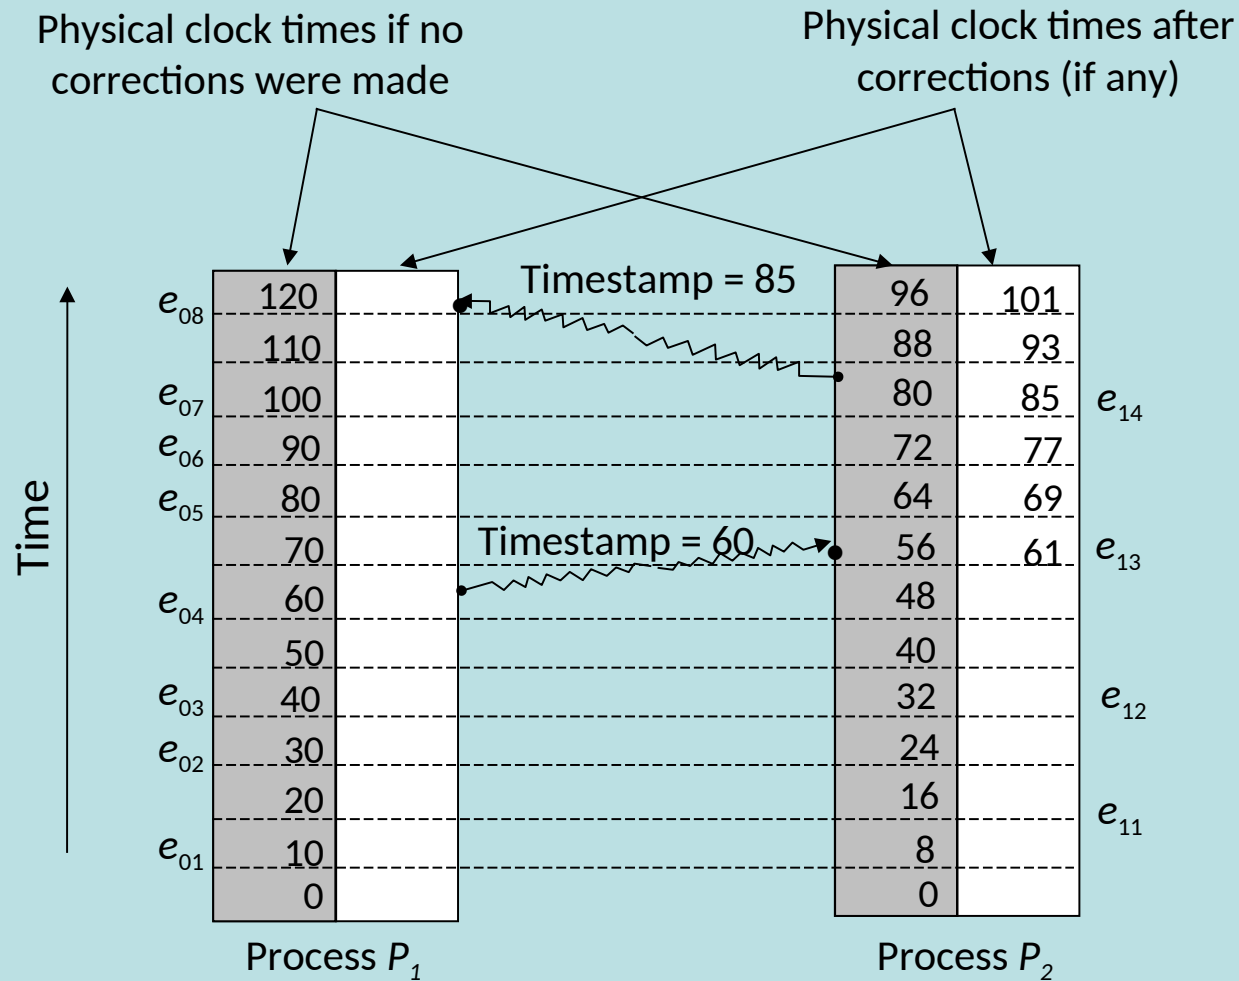 Physical clock times if no
corrections were made
Physical clock times after
corrections (if any)
Timestamp = 85
e08 120 96 101
110 88 93
e07 100 80 85 e14
e06 90 72 77
e05 80 64 69
Timestamp = 60
70 56 61 e13
e04 60 48
50 40
e03 40 32 e12
e02 30 24
20 16 e11
e01 10 8
0 0
Time
Process P1
Process P2